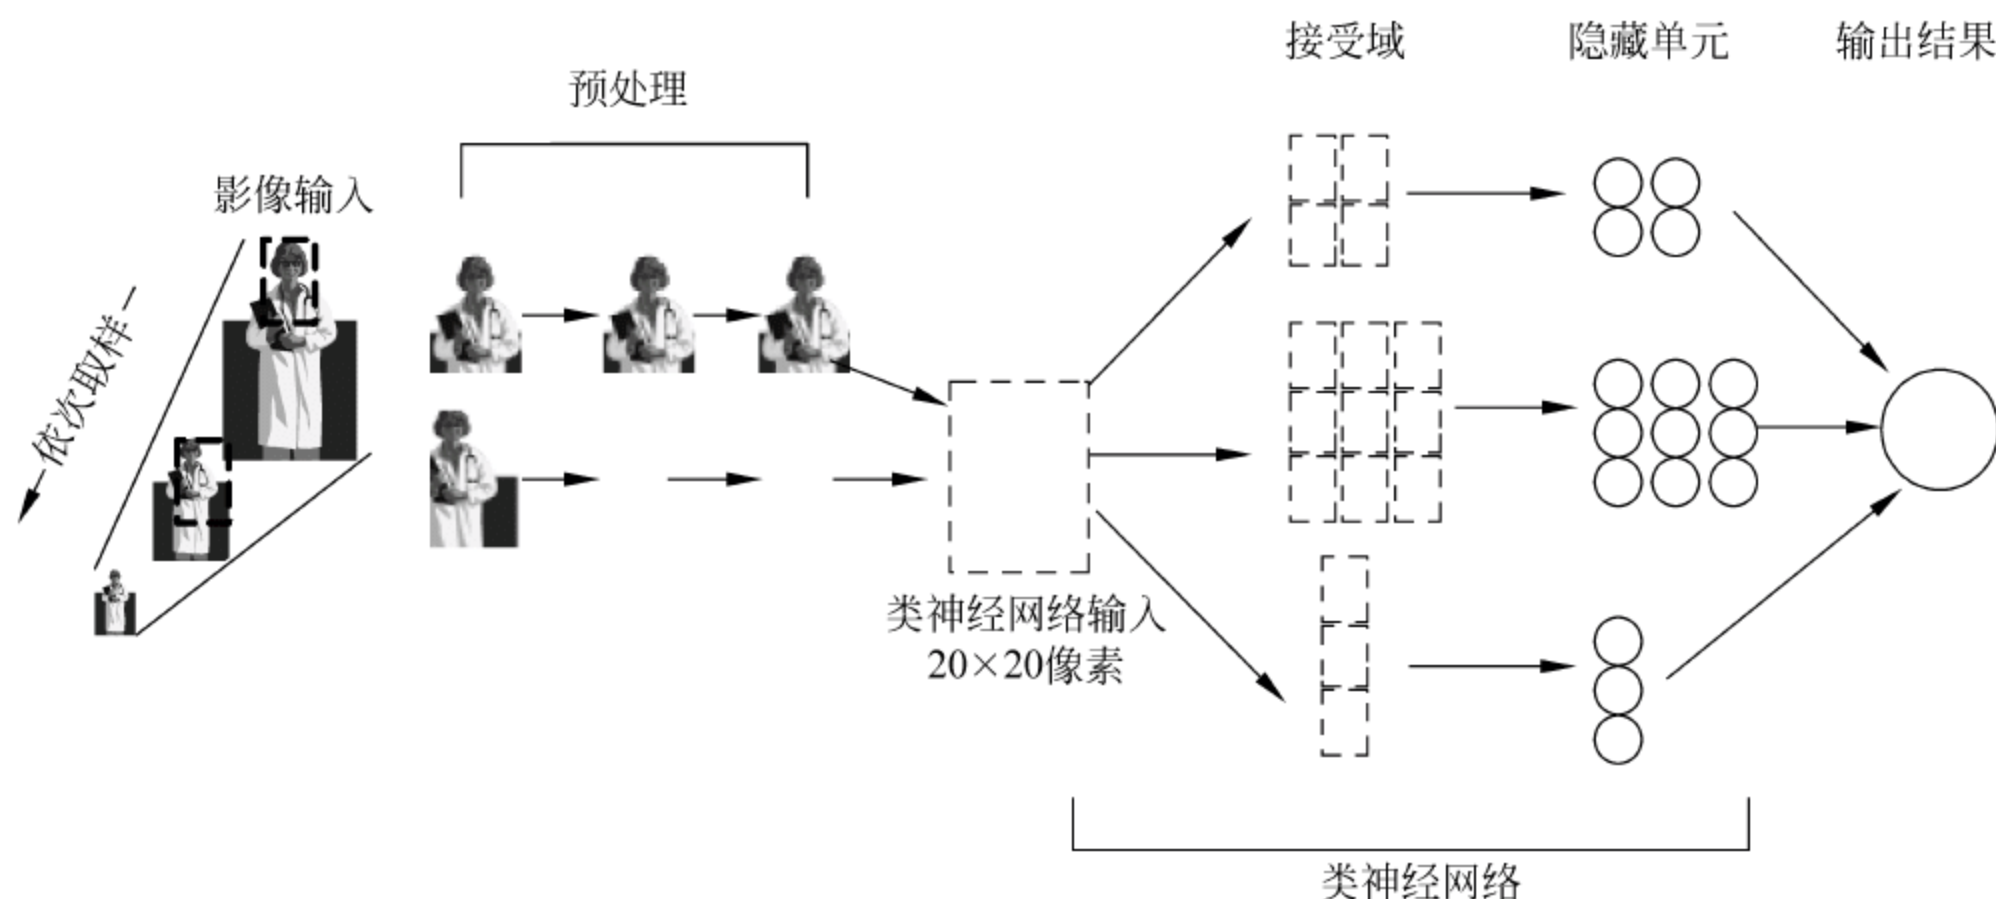 接受域
隐藏单元
输出结果
预处理
影像输入
依次取样
类神经网络输入
20×20像素
类神经网络